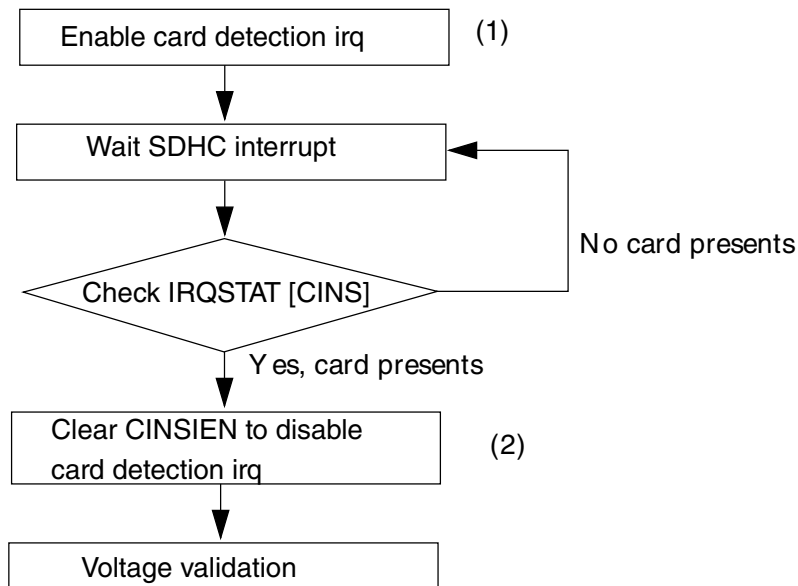 Enable card detection irq
(1)
Wait SDHC interrupt
No card presents
Check IRQSTAT [CINS]
Yes, card presents
Clear CINSIEN to disable
card detection irq
(2)
Voltage validation